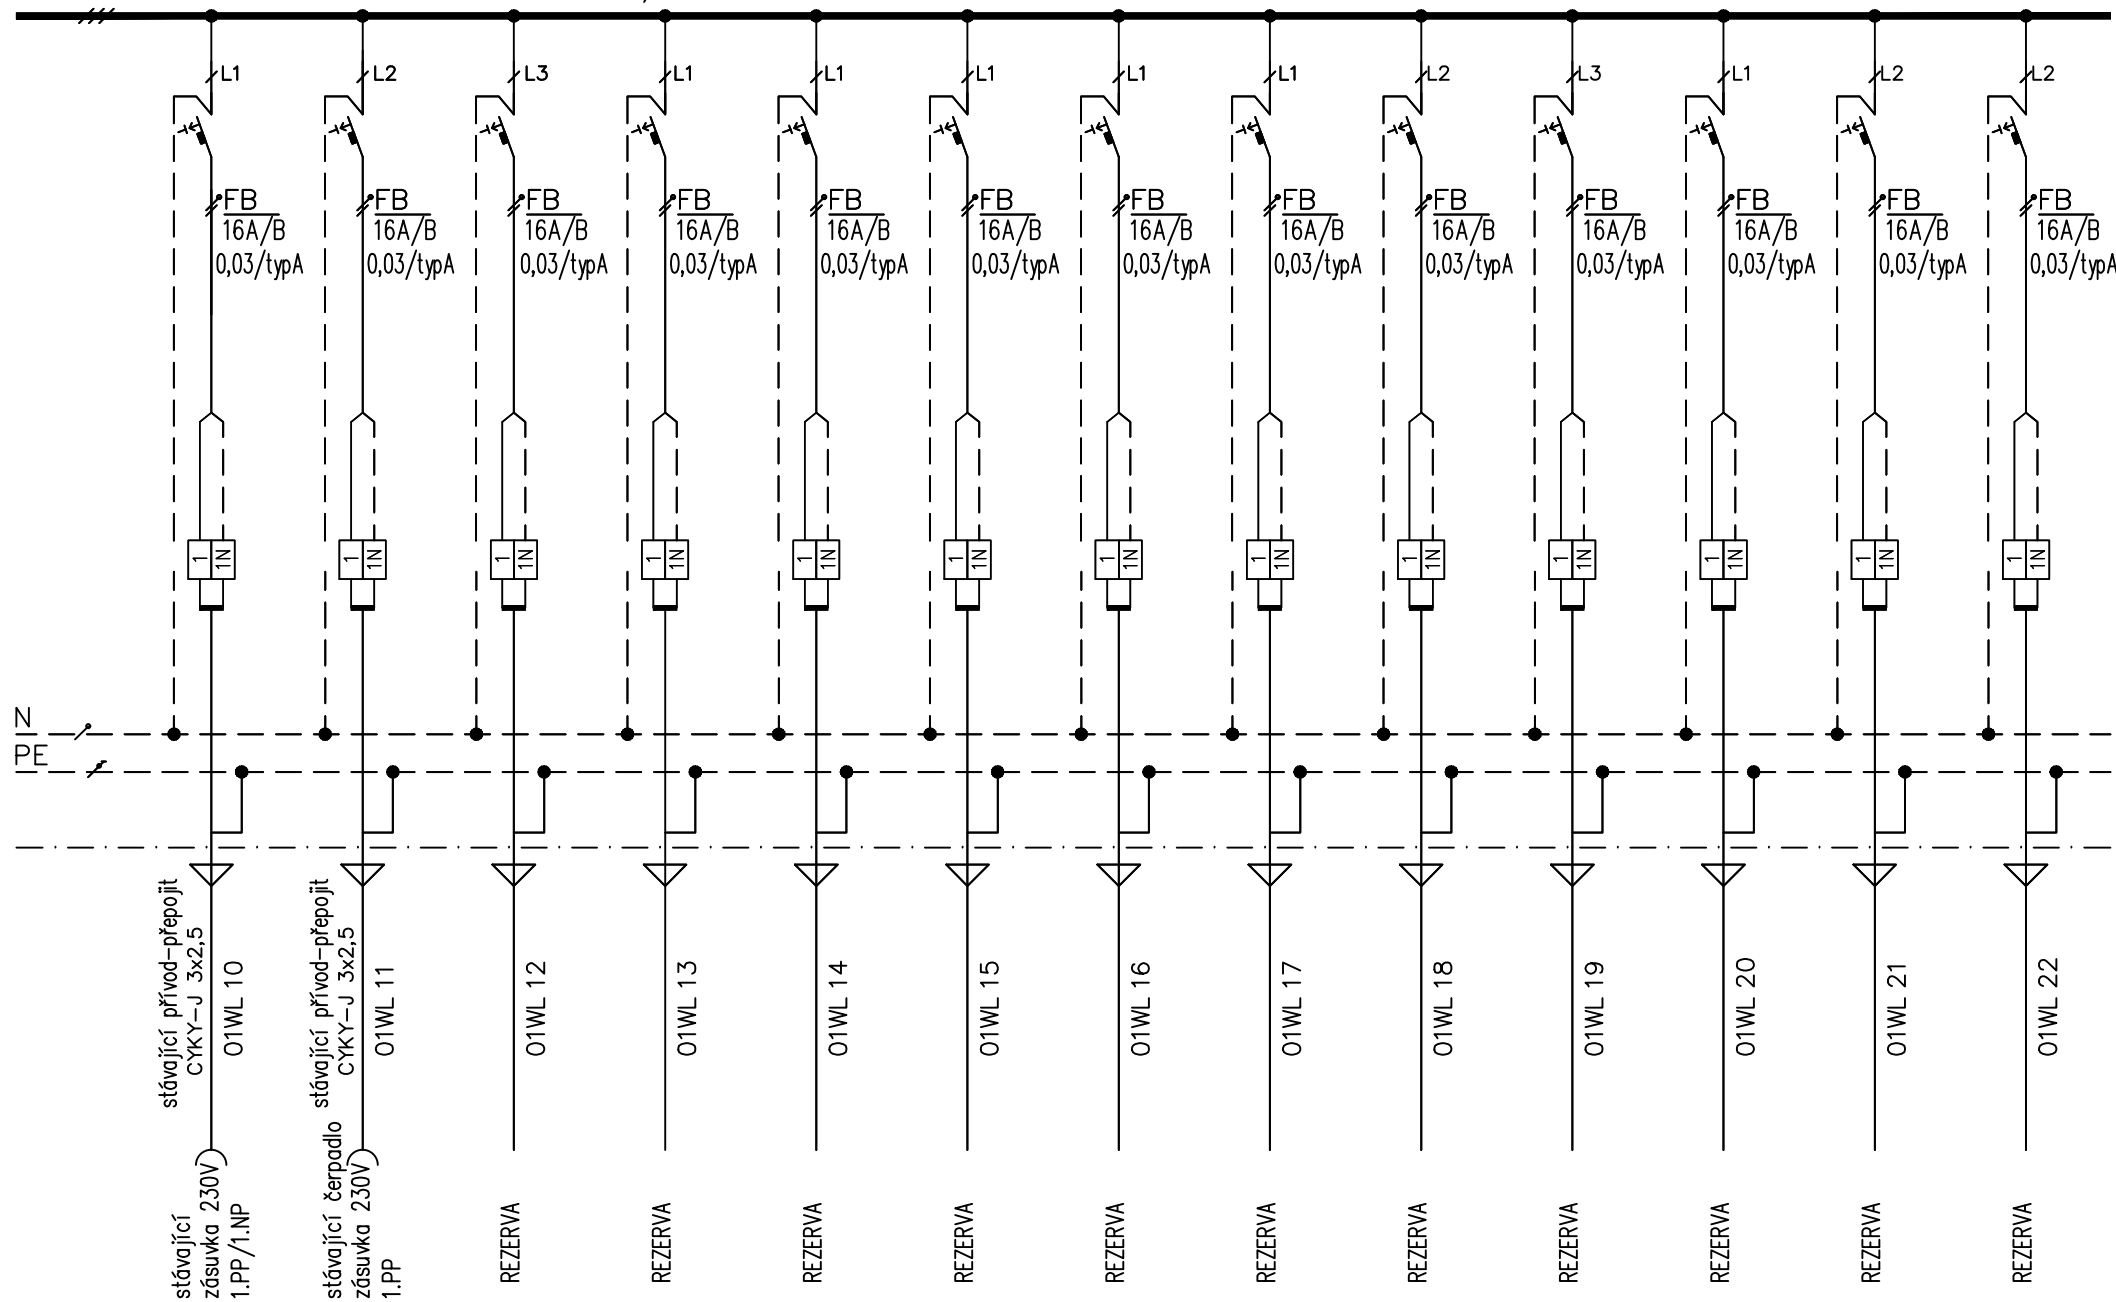 L1
L2
L3
L1
L1
L1
L1
L1
L2
L3
L1
L2
L2
FB
16A/B
0,03/typA
FB
16A/B
0,03/typA
FB
16A/B
0,03/typA
FB
16A/B
0,03/typA
FB
16A/B
0,03/typA
FB
16A/B
0,03/typA
FB
16A/B
0,03/typA
FB
16A/B
0,03/typA
FB
16A/B
0,03/typA
FB
16A/B
0,03/typA
FB
16A/B
0,03/typA
FB
16A/B
0,03/typA
FB
16A/B
0,03/typA
1
1N
1
1N
1
1N
1
1N
1
1N
1
1N
1
1N
1
1N
1
1N
1
1N
1
1N
1
1N
1
1N
N
PE
stávající přívod-přepojit
CYKY-J 3x2,5
01WL 10
stávající přívod-přepojit
CYKY-J 3x2,5
01WL 11
01WL 12
01WL 13
01WL 14
01WL 15
01WL 16
01WL 17
01WL 18
01WL 19
01WL 20
01WL 21
01WL 22
stávající
zásuvka 230V
1.PP/1.NP
stávající čerpadlo
zásuvka 230V
1.PP
REZERVA
REZERVA
REZERVA
REZERVA
REZERVA
REZERVA
REZERVA
REZERVA
REZERVA
REZERVA
REZERVA